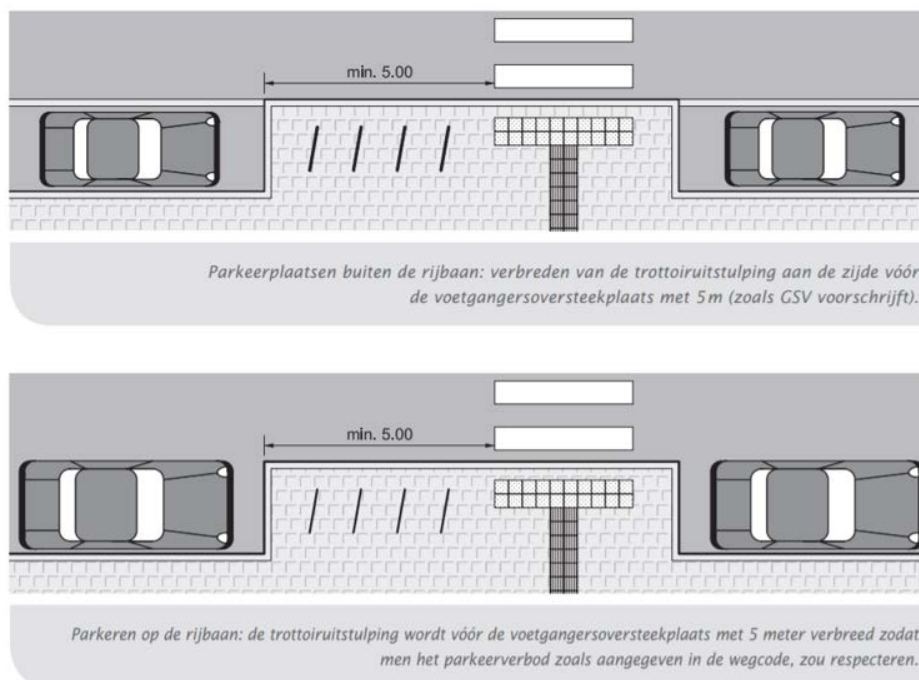 min. 5.00
Parkeerplaatsen buiten de rijbaan: verbreden van de trottoiruitstulping aan de zijde vóór
de voetgangersoversteekplaats met 5 m (zoals GSV voorschrijft).
min. 5.00
Parkeren op de rijbaan: de trottoiruitstulping wordt vóór de voetgangersoversteekplaats met 5 meter verbreed zodat
men het parkeerverbod zoals aangegeven in de wegcode, zou respecteren.